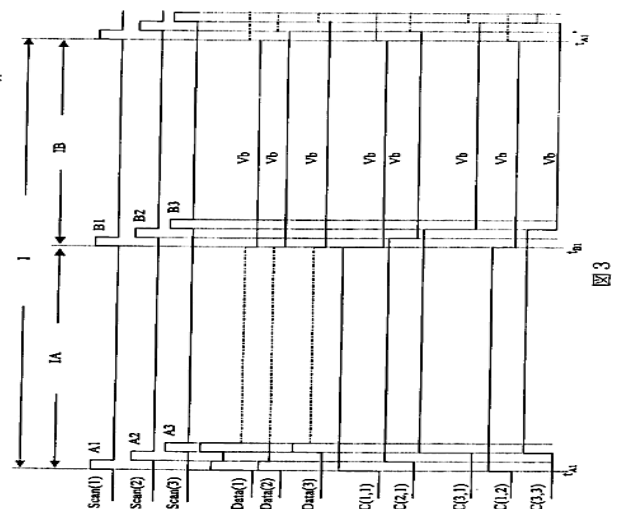 I
IA
IB
Scan(1)
A1
B1
Scan(2)
A2
B2
Scan(3)
A3
B3
Data(1)
Vb
Data(2)
Vb
Data(3)
Vb
C(1,1)
Vb
C(2,1)
Vb
C(3,1)
Vb
C(1,2)
Vb
C(3,3)
Vb
tA1
tB1
tA1'
図3